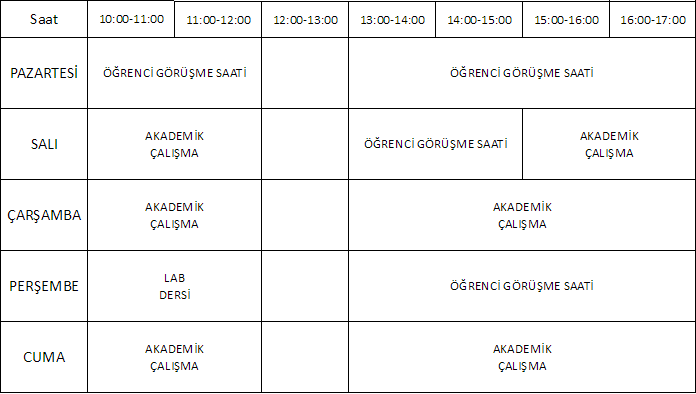 Saat 10:00-11:00 11:00-12:00 12:00-13:00 13:00-14:00 14:00-15:00 15:00-16:00 16:00-17:00
PAZARTESİ ÖĞRENCİ GÖRÜŞME SAATİ ÖĞRENCİ GÖRÜŞME SAATİ
SALI AKADEMİK ÇALIŞMA ÖĞRENCİ GÖRÜŞME SAATİ AKADEMİK ÇALIŞMA
ÇARŞAMBA AKADEMİK ÇALIŞMA AKADEMİK ÇALIŞMA
PERŞEMBE LAB DERSİ ÖĞRENCİ GÖRÜŞME SAATİ
CUMA AKADEMİK ÇALIŞMA AKADEMİK ÇALIŞMA